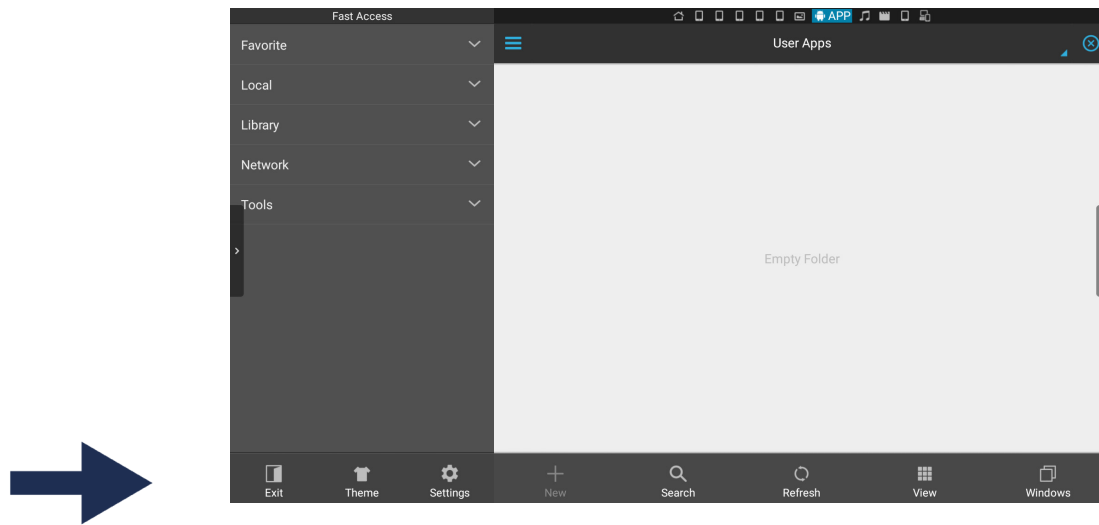 Fast Access
APP
Favorite
User Apps
Local
Library
Network
Tools
Empty Folder
Exit
Theme
Settings
New
Search
Refresh
View
Windows